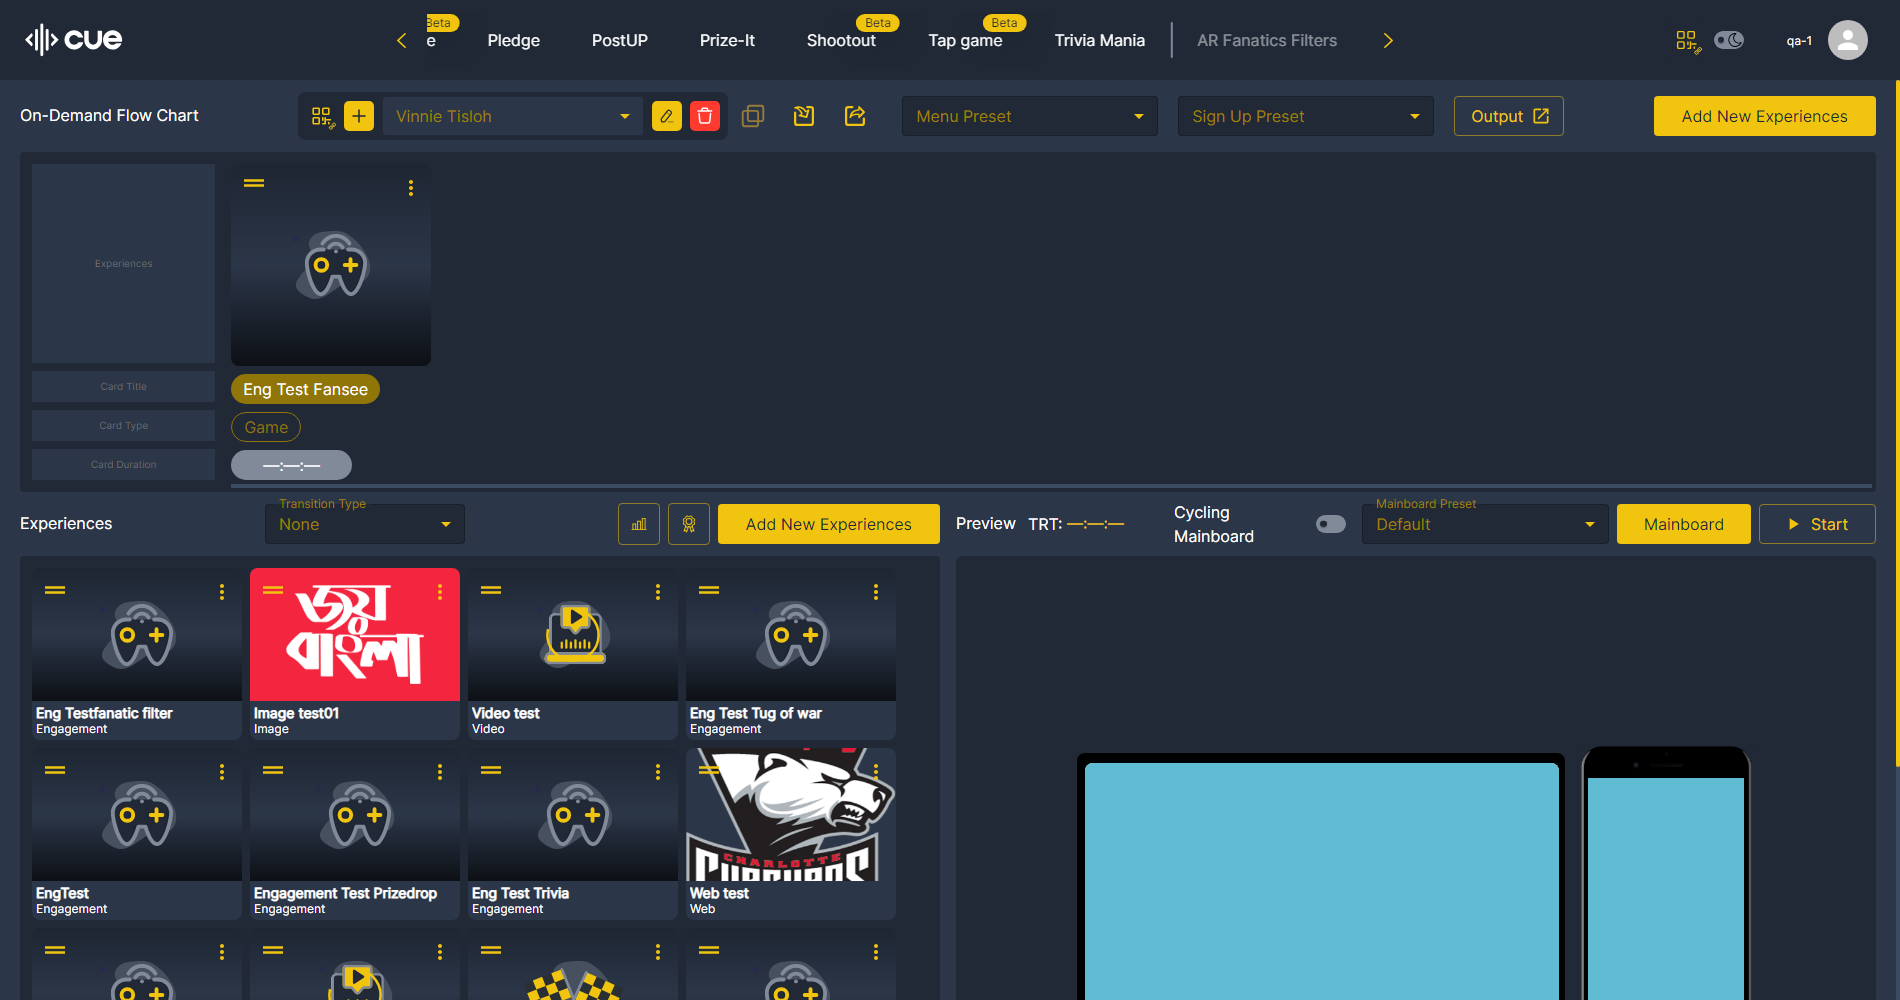 cue
Beta
e
Pledge
PostUP
Prize-It
Beta
Shootout
Beta
Tap game
Trivia Mania
AR Fanatics Filters
qa-1
On-Demand Flow Chart
Vinnie Tisloh
Menu Preset
Sign Up Preset
Output
Add New Experiences
Experiences
Card Title
Eng Test Fansee
Card Type
Game
Card Duration
—:—:—
Experiences
Transition Type
None
Add New Experiences
Preview
TRT: —:—:—
Cycling
Mainboard
Mainboard Preset
Default
Mainboard
Start
জয়
বাংলা
Eng Testfanatic filter
Engagement
Image test01
Image
Video test
Video
Eng Test Tug of war
Engagement
CHARLOTTE
EngTest
Engagement
Engagement Test Prizedrop
Engagement
Eng Test Trivia
Engagement
Web test
Web